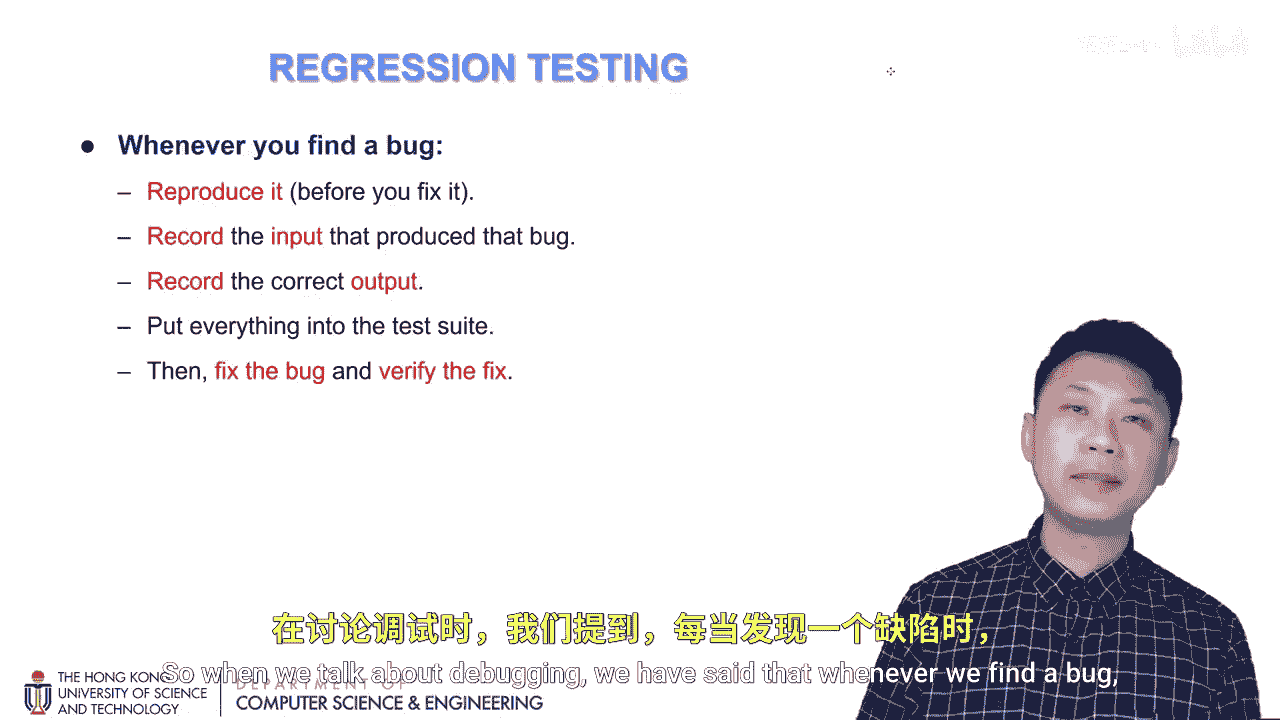 REGRESSION TESTING
● Whenever you find a bug:
– Reproduce it (before you fix it).
– Record the input that produced that bug.
– Record the correct output.
– Put everything into the test suite.
– Then, fix the bug and verify the fix.
在讨论调试时，我们提到，每当发现一个缺陷时，
So when we talk about debugging, we have said that whenever we find a bug,
THE HONG KONG
UNIVERSITY OF SCIENCE
AND TECHNOLOGY
DEPARTMENT OF
COMPUTER SCIENCE & ENGINEERING